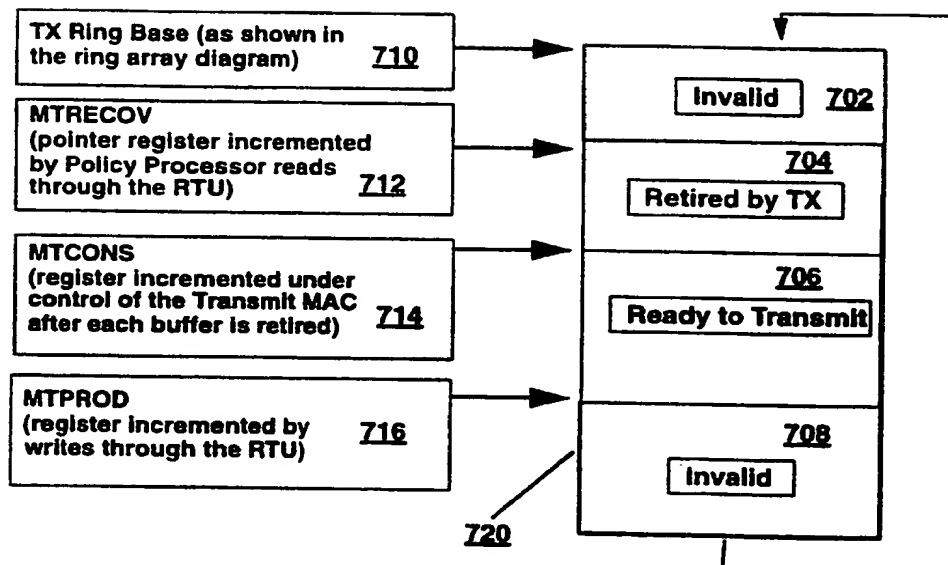 TX Ring Base (as shown in
the ring array diagram) 710
MTRECOV
(pointer register incremented
by Policy Processor reads
through the RTU) 712
MTCONS
(register incremented under
control of the Transmit MAC
after each buffer is retired) 714
MTPROD
(register incremented by
writes through the RTU) 716
Invalid 702
704
Retired by TX
706
Ready to Transmit
708
Invalid
720